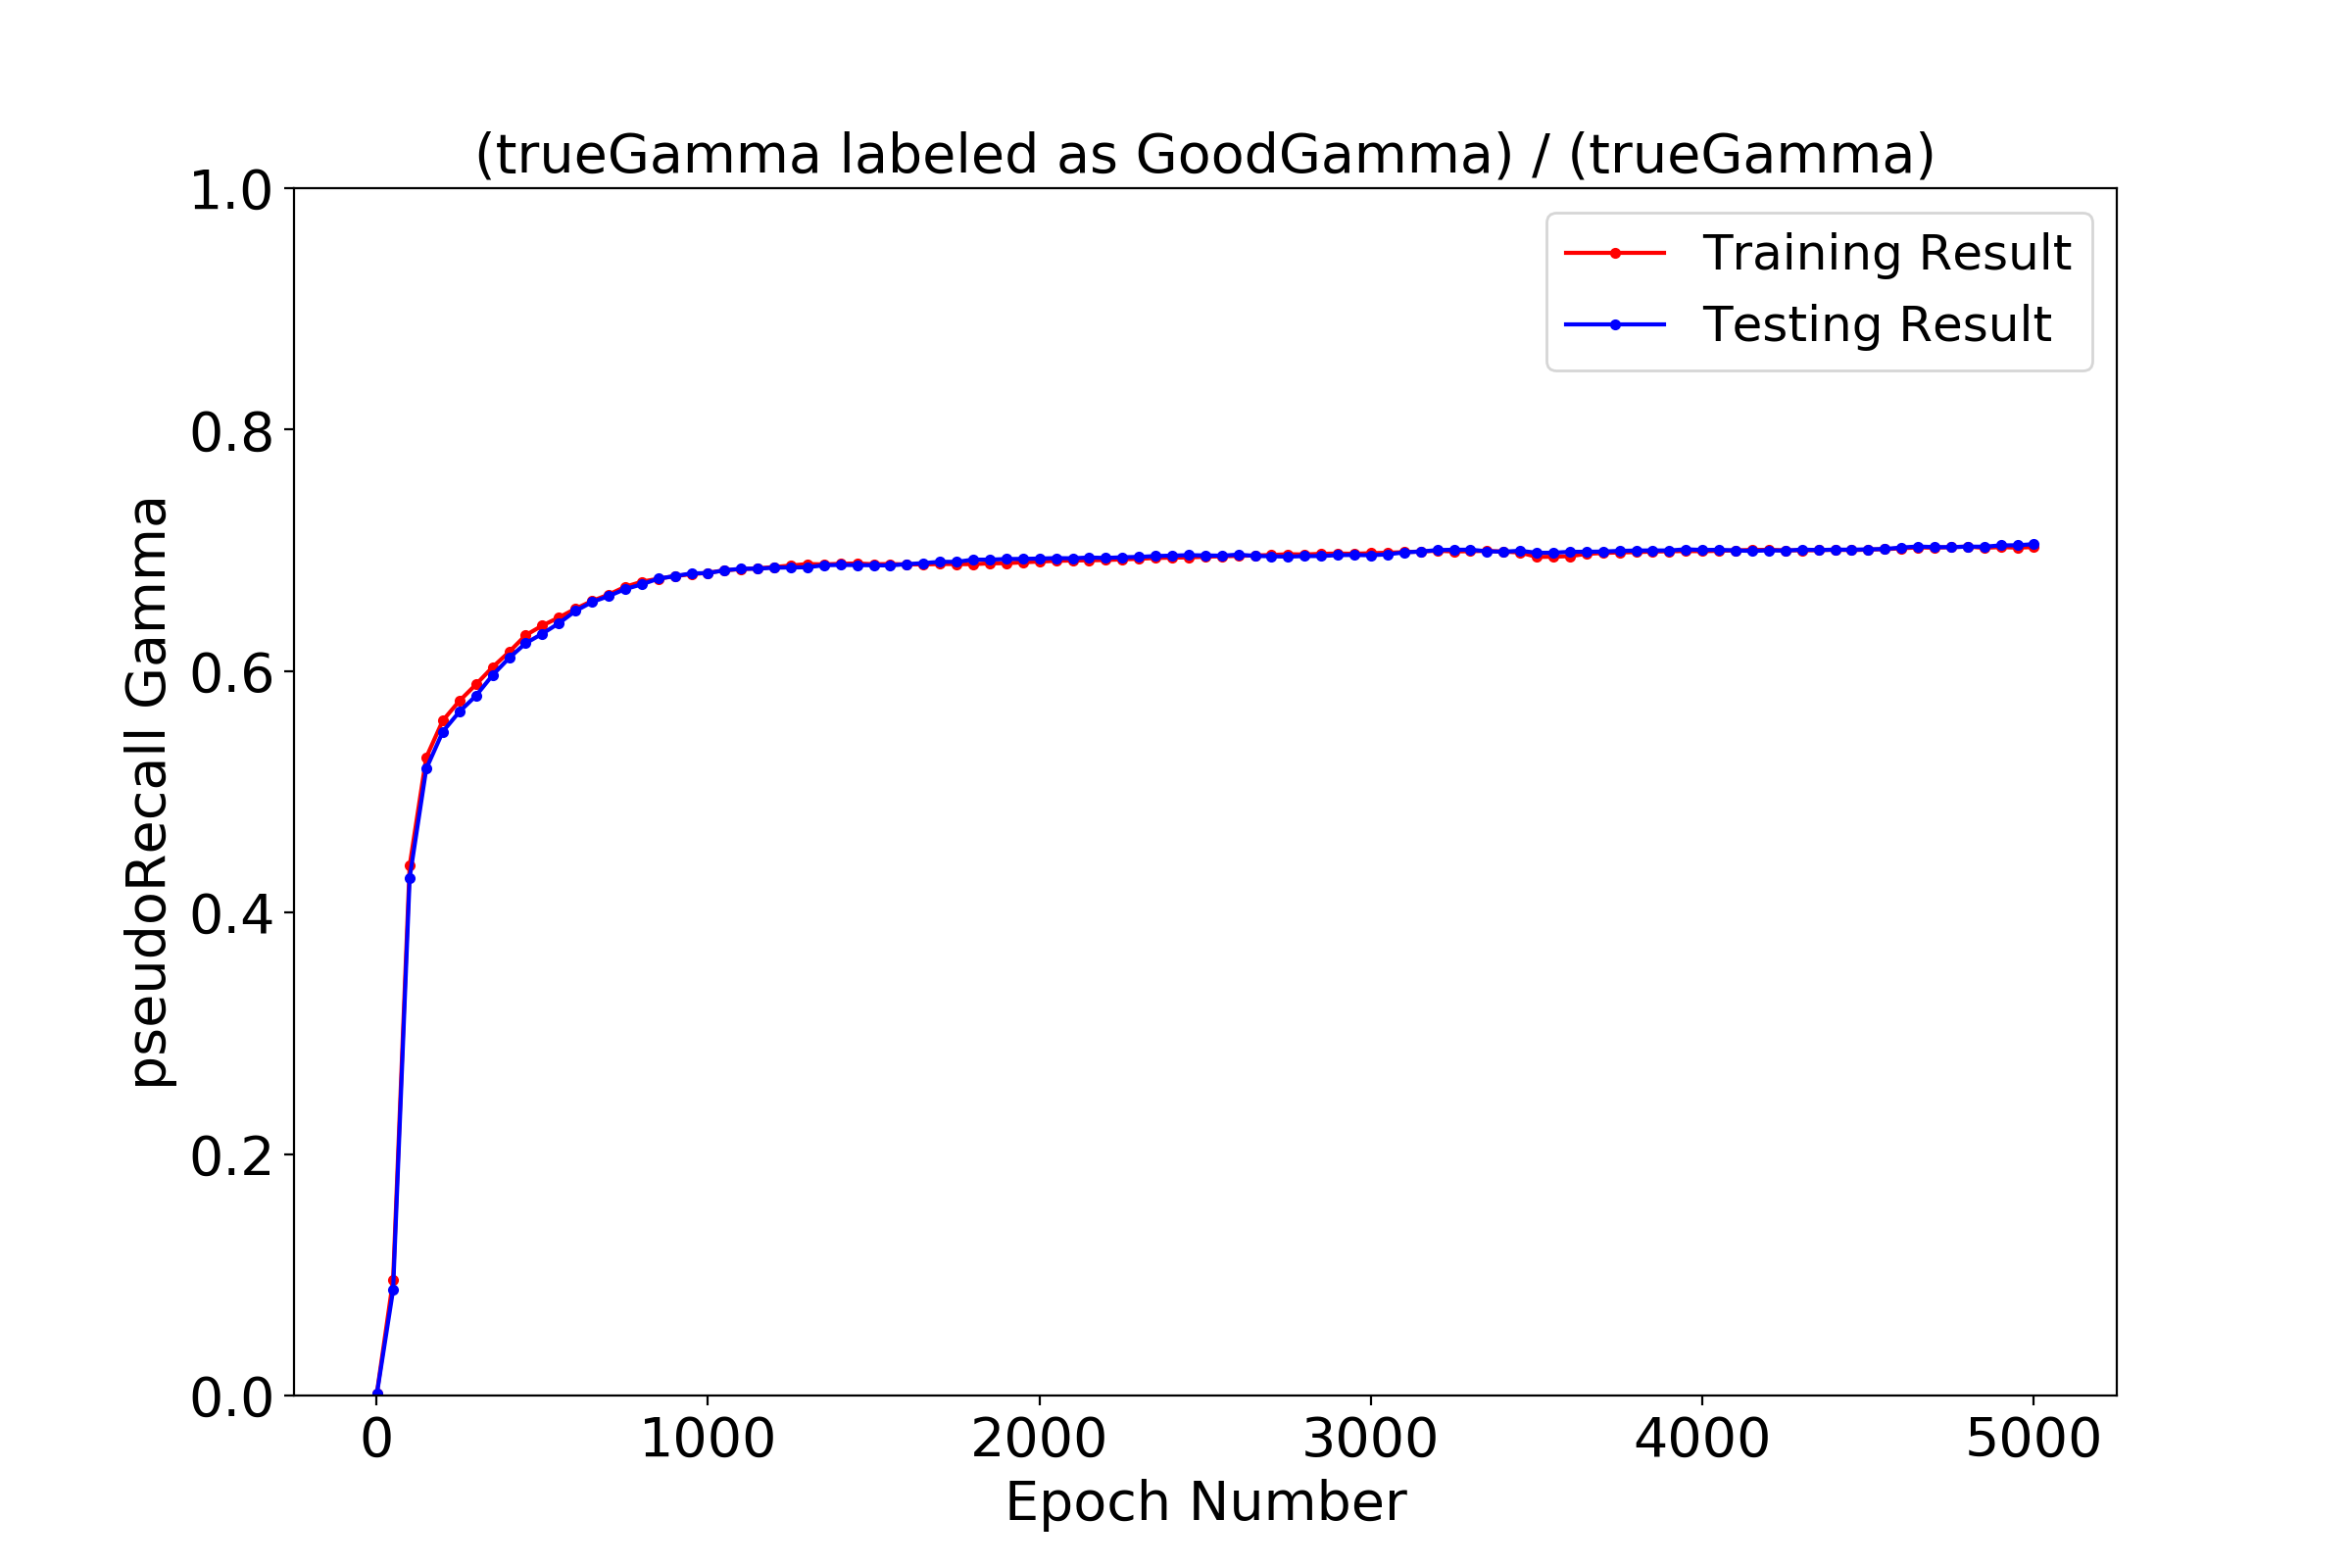 (trueGamma labeled as GoodGamma) / (trueGamma)
Training Result
Testing Result
pseudoRecall Gamma
1.0
0.8
0.6
0.4
0.2
0.0
0 1000 2000 3000 4000 5000
Epoch Number